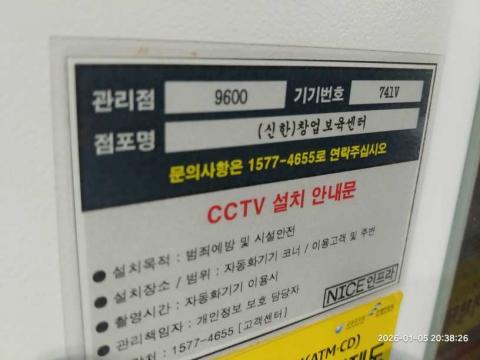 관리점 9600 기기번호 741V
점포명 (신한)창업보육센터
문의사항은 1577-4655로 연락주십시오
CCTV 설치 안내문
● 설치목적 : 범죄예방 및 시설안전
● 설치장소 / 범위 : 자동화기기 코너 / 이용고객 및 주변
● 촬영시간 : 자동화기기 이용시
● 관리책임자 : 개인정보 보호 담당자
: 1577-4655 [고객센터]
NICE인프라
(ATM·CD)
2026-01-05 20:38:26